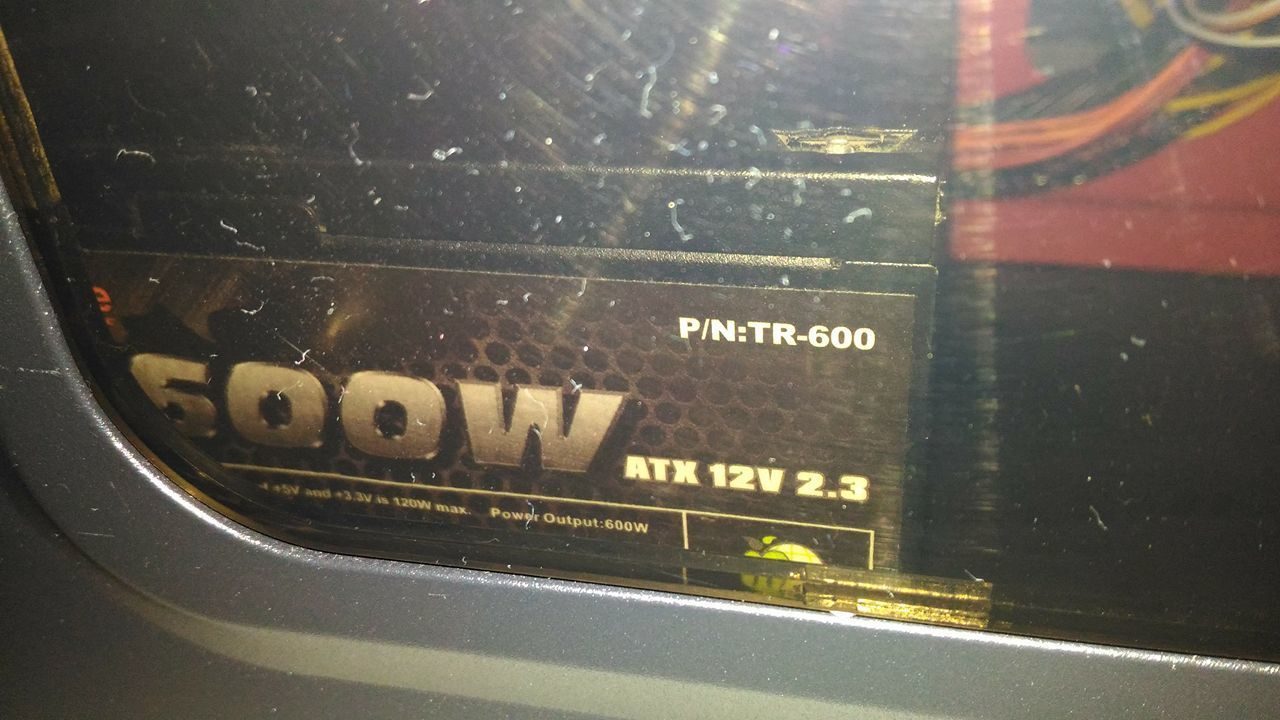 P/N:TR-600
600W
ATX 12V 2.3
+5V and +3.3V is 120W max. Power Output:600W